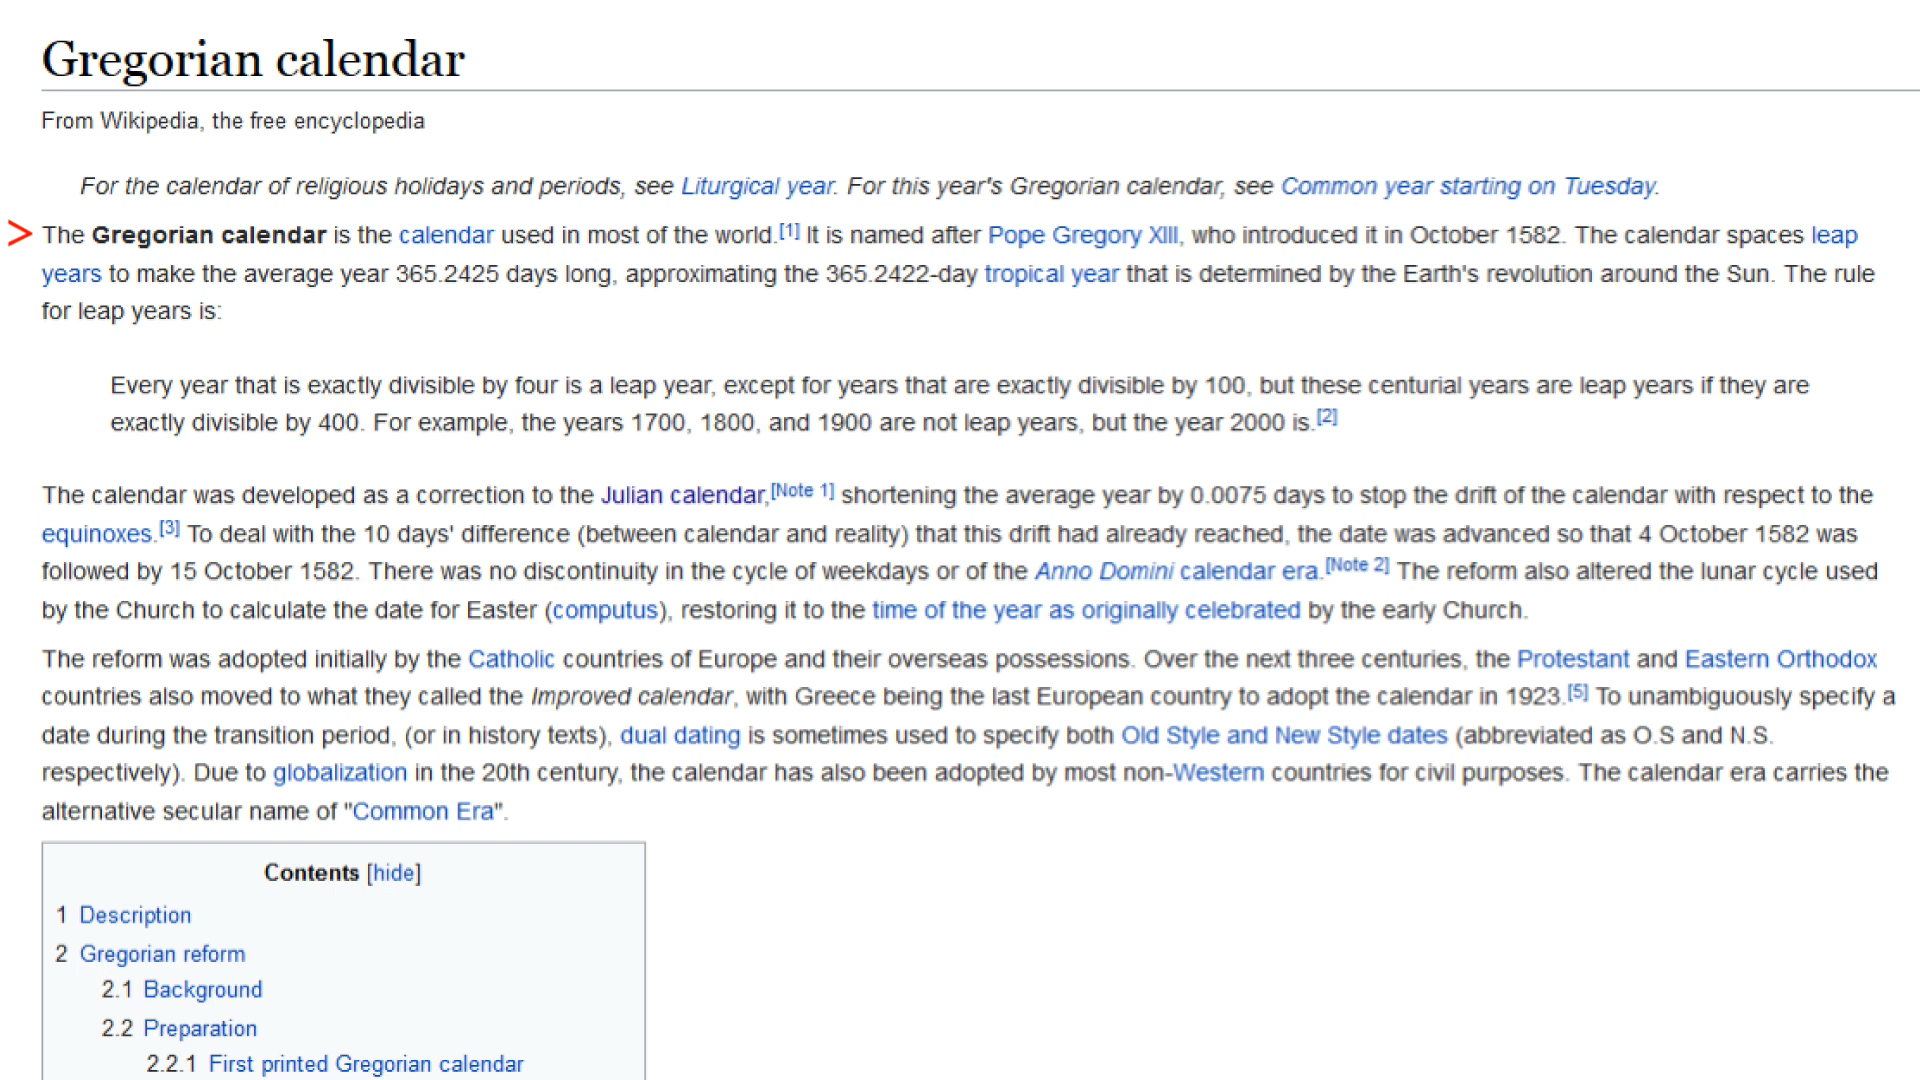 Gregorian calendar
From Wikipedia, the free encyclopedia
For the calendar of religious holidays and periods, see Liturgical year. For this year's Gregorian calendar, see Common year starting on Tuesday.
> The Gregorian calendar is the calendar used in most of the world.[1] It is named after Pope Gregory XIII, who introduced it in October 1582. The calendar spaces leap
years to make the average year 365.2425 days long, approximating the 365.2422-day tropical year that is determined by the Earth's revolution around the Sun. The rule
for leap years is:
Every year that is exactly divisible by four is a leap year, except for years that are exactly divisible by 100, but these centurial years are leap years if they are
exactly divisible by 400. For example, the years 1700, 1800, and 1900 are not leap years, but the year 2000 is.[2]
The calendar was developed as a correction to the Julian calendar,[Note 1] shortening the average year by 0.0075 days to stop the drift of the calendar with respect to the
equinoxes.[3] To deal with the 10 days' difference (between calendar and reality) that this drift had already reached, the date was advanced so that 4 October 1582 was
followed by 15 October 1582. There was no discontinuity in the cycle of weekdays or of the Anno Domini calendar era.[Note 2] The reform also altered the lunar cycle used
by the Church to calculate the date for Easter (computus), restoring it to the time of the year as originally celebrated by the early Church.
The reform was adopted initially by the Catholic countries of Europe and their overseas possessions. Over the next three centuries, the Protestant and Eastern Orthodox
countries also moved to what they called the Improved calendar, with Greece being the last European country to adopt the calendar in 1923.[5] To unambiguously specify a
date during the transition period, (or in history texts), dual dating is sometimes used to specify both Old Style and New Style dates (abbreviated as O.S and N.S.
respectively). Due to globalization in the 20th century, the calendar has also been adopted by most non-Western countries for civil purposes. The calendar era carries the
alternative secular name of "Common Era".
Contents [hide]
1 Description
2 Gregorian reform
2.1 Background
2.2 Preparation
2.2.1 First printed Gregorian calendar